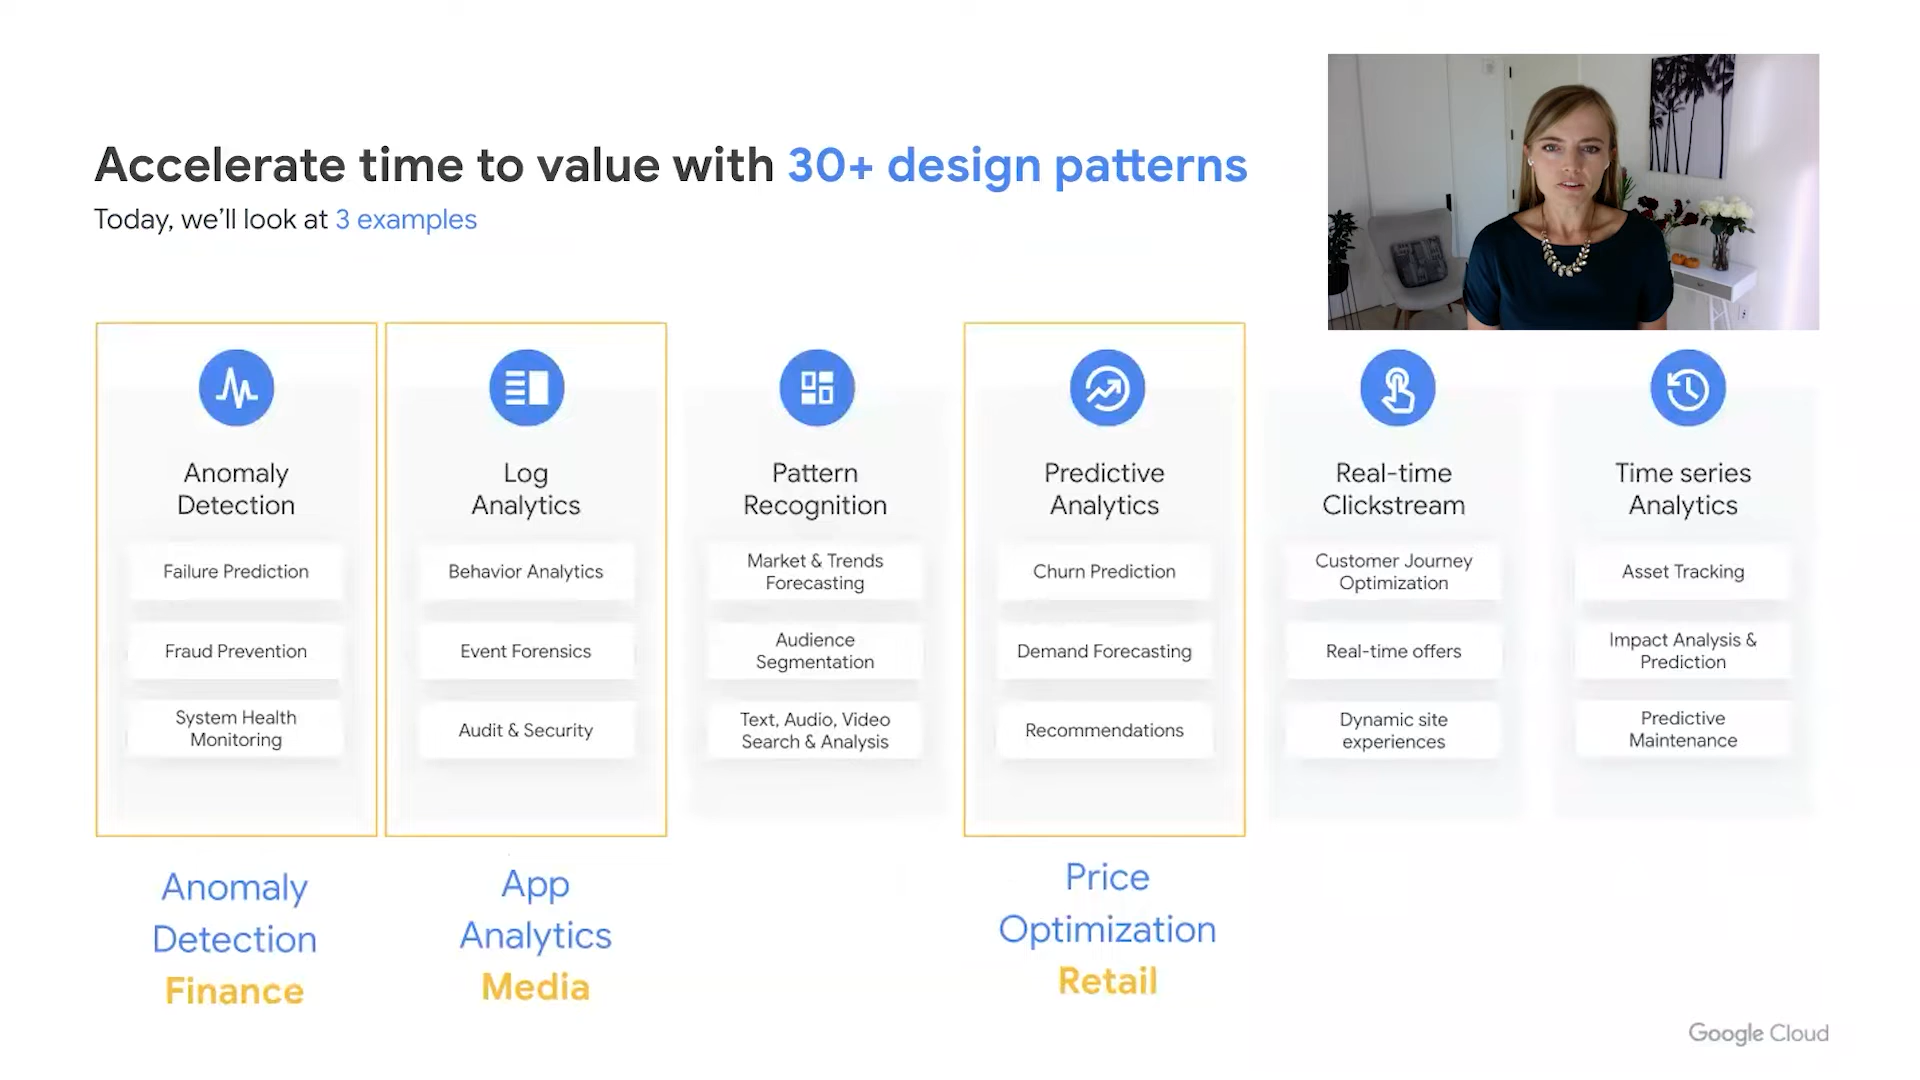 Accelerate time to value with 30+ design patterns
Today, we'll look at 3 examples
Anomaly
Detection
Failure Prediction
Fraud Prevention
System Health
Monitoring
Log
Analytics
Behavior Analytics
Event Forensics
Audit & Security
Pattern
Recognition
Market & Trends
Forecasting
Audience
Segmentation
Text, Audio, Video
Search & Analysis
Predictive
Analytics
Churn Prediction
Demand Forecasting
Recommendations
Real-time
Clickstream
Customer Journey
Optimization
Real-time offers
Dynamic site
experiences
Time series
Analytics
Asset Tracking
Impact Analysis &
Prediction
Predictive
Maintenance
Anomaly
Detection
Finance
App
Analytics
Media
Price
Optimization
Retail
Google Cloud